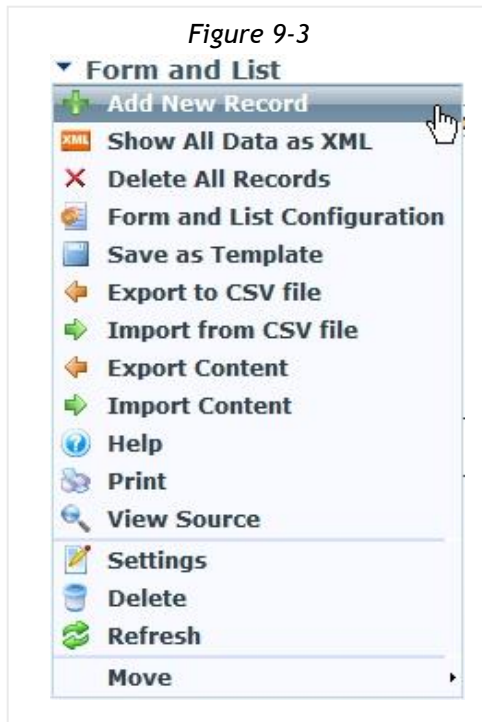 Figure 9-3
Form and List
Add New Record
XML Show All Data as XML
Delete All Records
Form and List Configuration
Save as Template
Export to CSV file
Import from CSV file
Export Content
Import Content
Help
Print
View Source
Settings
Delete
Refresh
Move